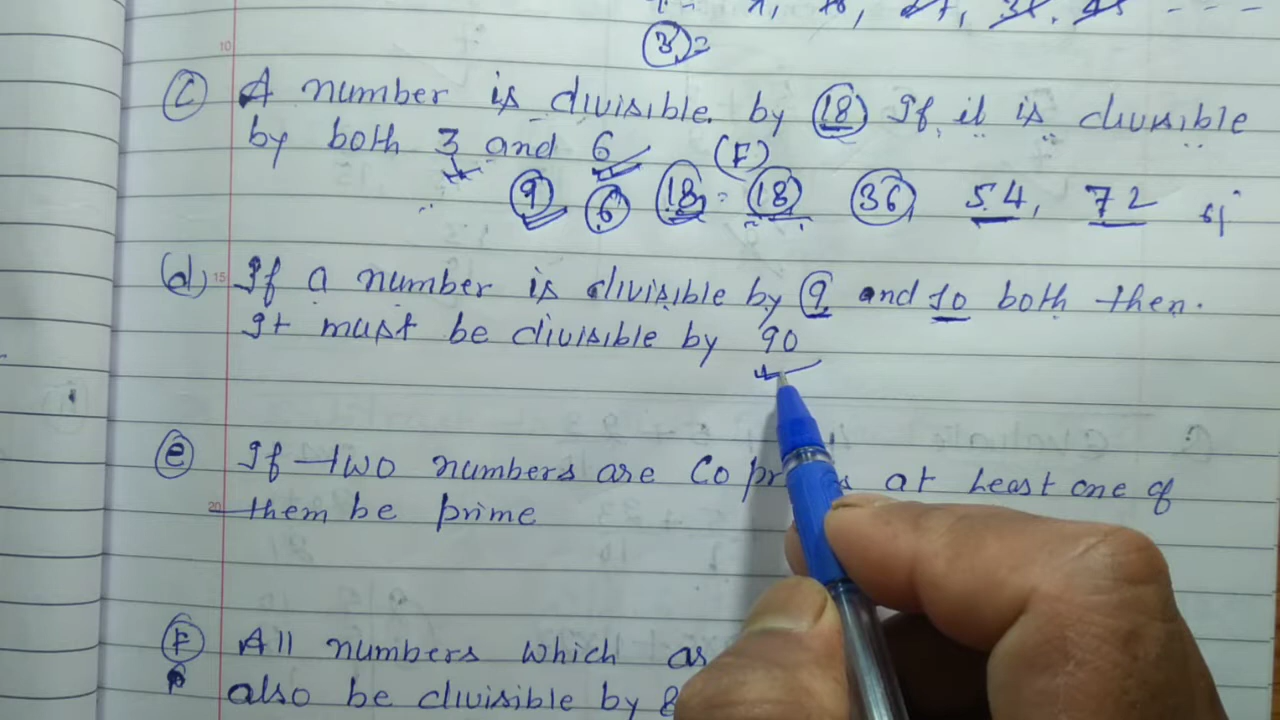 3
(c) A number is divisible by 18 If it is divisible
by both 3 and 6 (F)
9 6 18 = 18 36, 54, 72
(d) If a number is divisible by 9 and 10 both then.
It must be divisible by 90
(e) If two numbers are Co at least one of
them be prime
(F) All numbers which
also be divisible by 8